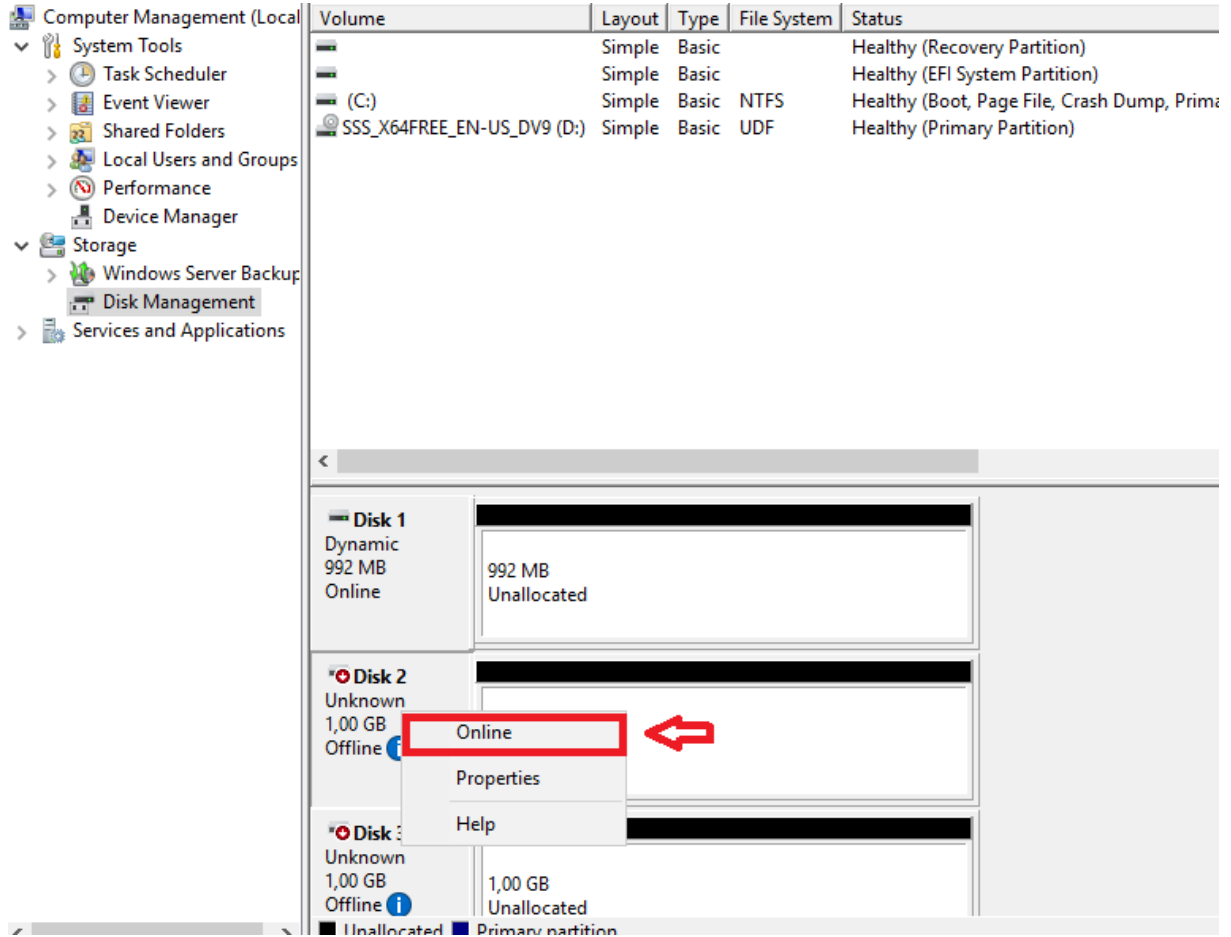 Computer Management (Local
System Tools
Task Scheduler
Event Viewer
Shared Folders
Local Users and Groups
Performance
Device Manager
Storage
Windows Server Backup
Disk Management
Services and Applications
Volume Layout Type File System Status
Simple Basic Healthy (Recovery Partition)
Simple Basic Healthy (EFI System Partition)
(C:) Simple Basic NTFS Healthy (Boot, Page File, Crash Dump, Prima
SSS_X64FREE_EN-US_DV9 (D:) Simple Basic UDF Healthy (Primary Partition)
Disk 1
Dynamic
992 MB
Online
992 MB
Unallocated
Disk 2
Unknown
1,00 GB
Offline
Online
Properties
Help
Disk 3
Unknown
1,00 GB
Offline
1,00 GB
Unallocated
Unallocated Primary partition